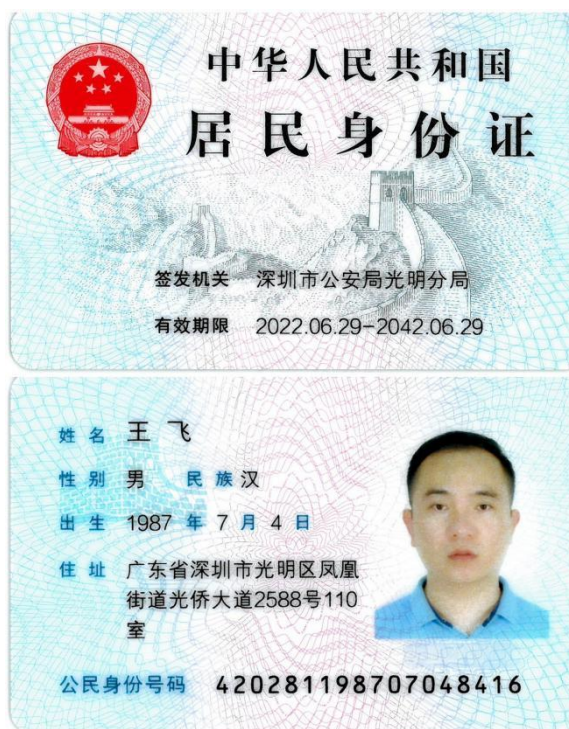 中华人民共和国
居民身份证
签发机关 深圳市公安局光明分局
有效期限 2022.06.29-2042.06.29
姓名 王飞
性别 男 民族 汉
出生 1987 年 7 月 4 日
住址 广东省深圳市光明区凤凰
街道光侨大道2588号110
室
公民身份号码 420281198707048416